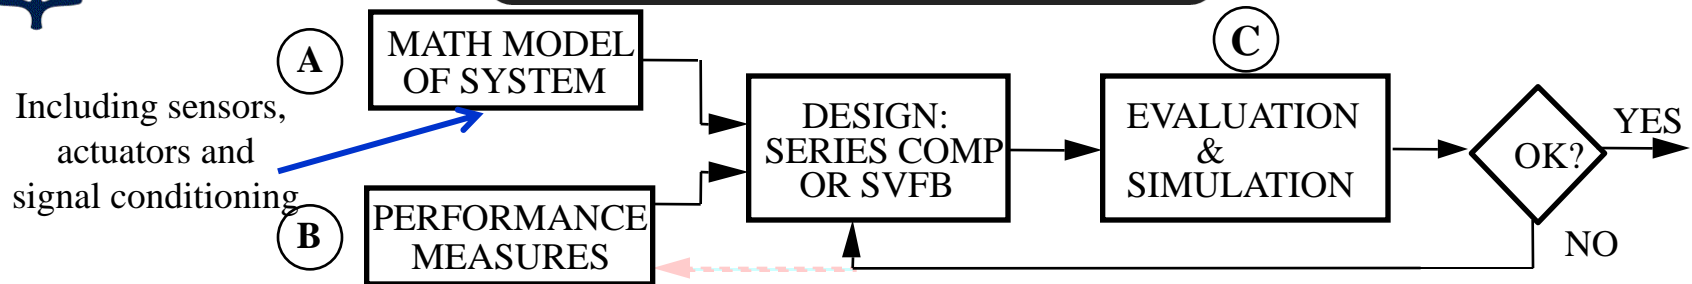 A
MATH MODEL
OF SYSTEM
Including sensors,
actuators and
signal conditioning
B
PERFORMANCE
MEASURES
DESIGN:
SERIES COMP
OR SVFB
C
EVALUATION
&
SIMULATION
OK?
YES
NO